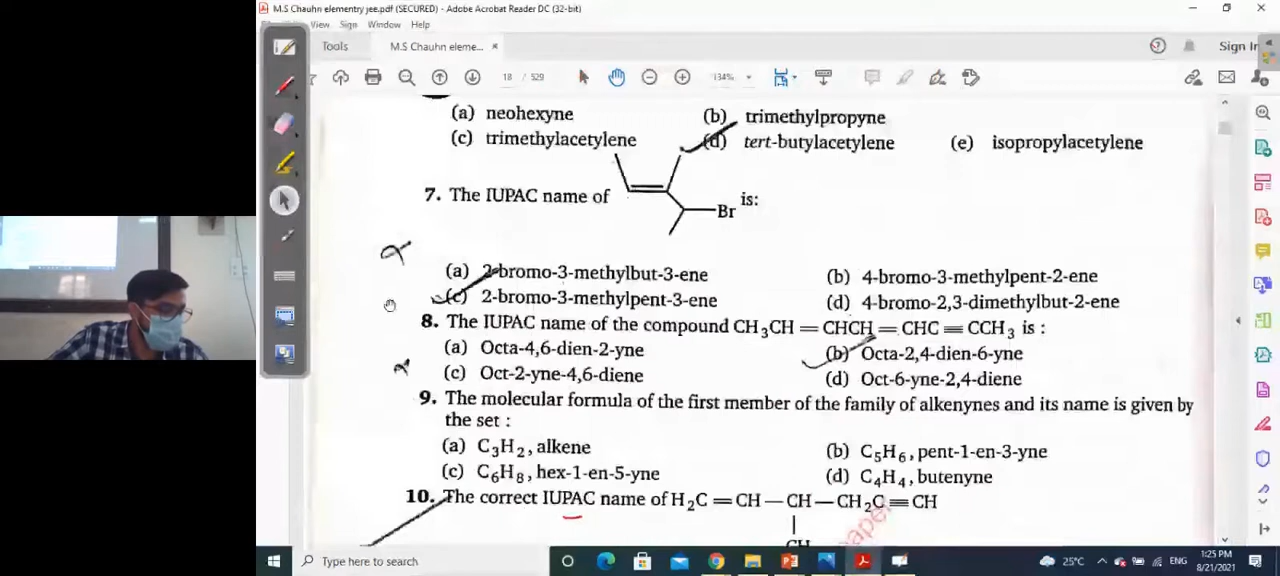 M.S Chauhn elementry jee.pdf (SECURED) - Adobe Acrobat Reader DC (32-bit)
View Sign Window Help
Tools M.S Chauhn eleme... × Sign In
18 / 529 134%
(a) neohexyne (b) trimethylpropyne
(c) trimethylacetylene (d) tert-butylacetylene (e) isopropylacetylene
7. The IUPAC name of Br is:
(a) 2-bromo-3-methylbut-3-ene (b) 4-bromo-3-methylpent-2-ene
(c) 2-bromo-3-methylpent-3-ene (d) 4-bromo-2,3-dimethylbut-2-ene
8. The IUPAC name of the compound CH₃CH=CHCH=CHC≡CCH₃ is :
(a) Octa-4,6-dien-2-yne (b) Octa-2,4-dien-6-yne
(c) Oct-2-yne-4,6-diene (d) Oct-6-yne-2,4-diene
9. The molecular formula of the first member of the family of alkenynes and its name is given by
the set :
(a) C₃H₂, alkene (b) C₅H₆, pent-1-en-3-yne
(c) C₆H₈, hex-1-en-5-yne (d) C₄H₄, butenyne
10. The correct IUPAC name of H₂C=CH—CH—CH₂C≡CH
CH
Type here to search 25°C ENG 1:25 PM
8/21/2021